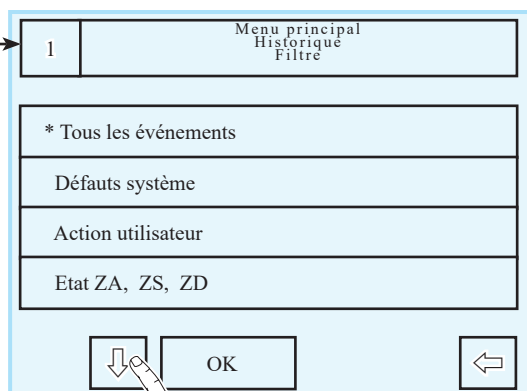 1
Menu principal
Historique
Filtre
* Tous les événements
Défauts système
Action utilisateur
Etat ZA, ZS, ZD
OK